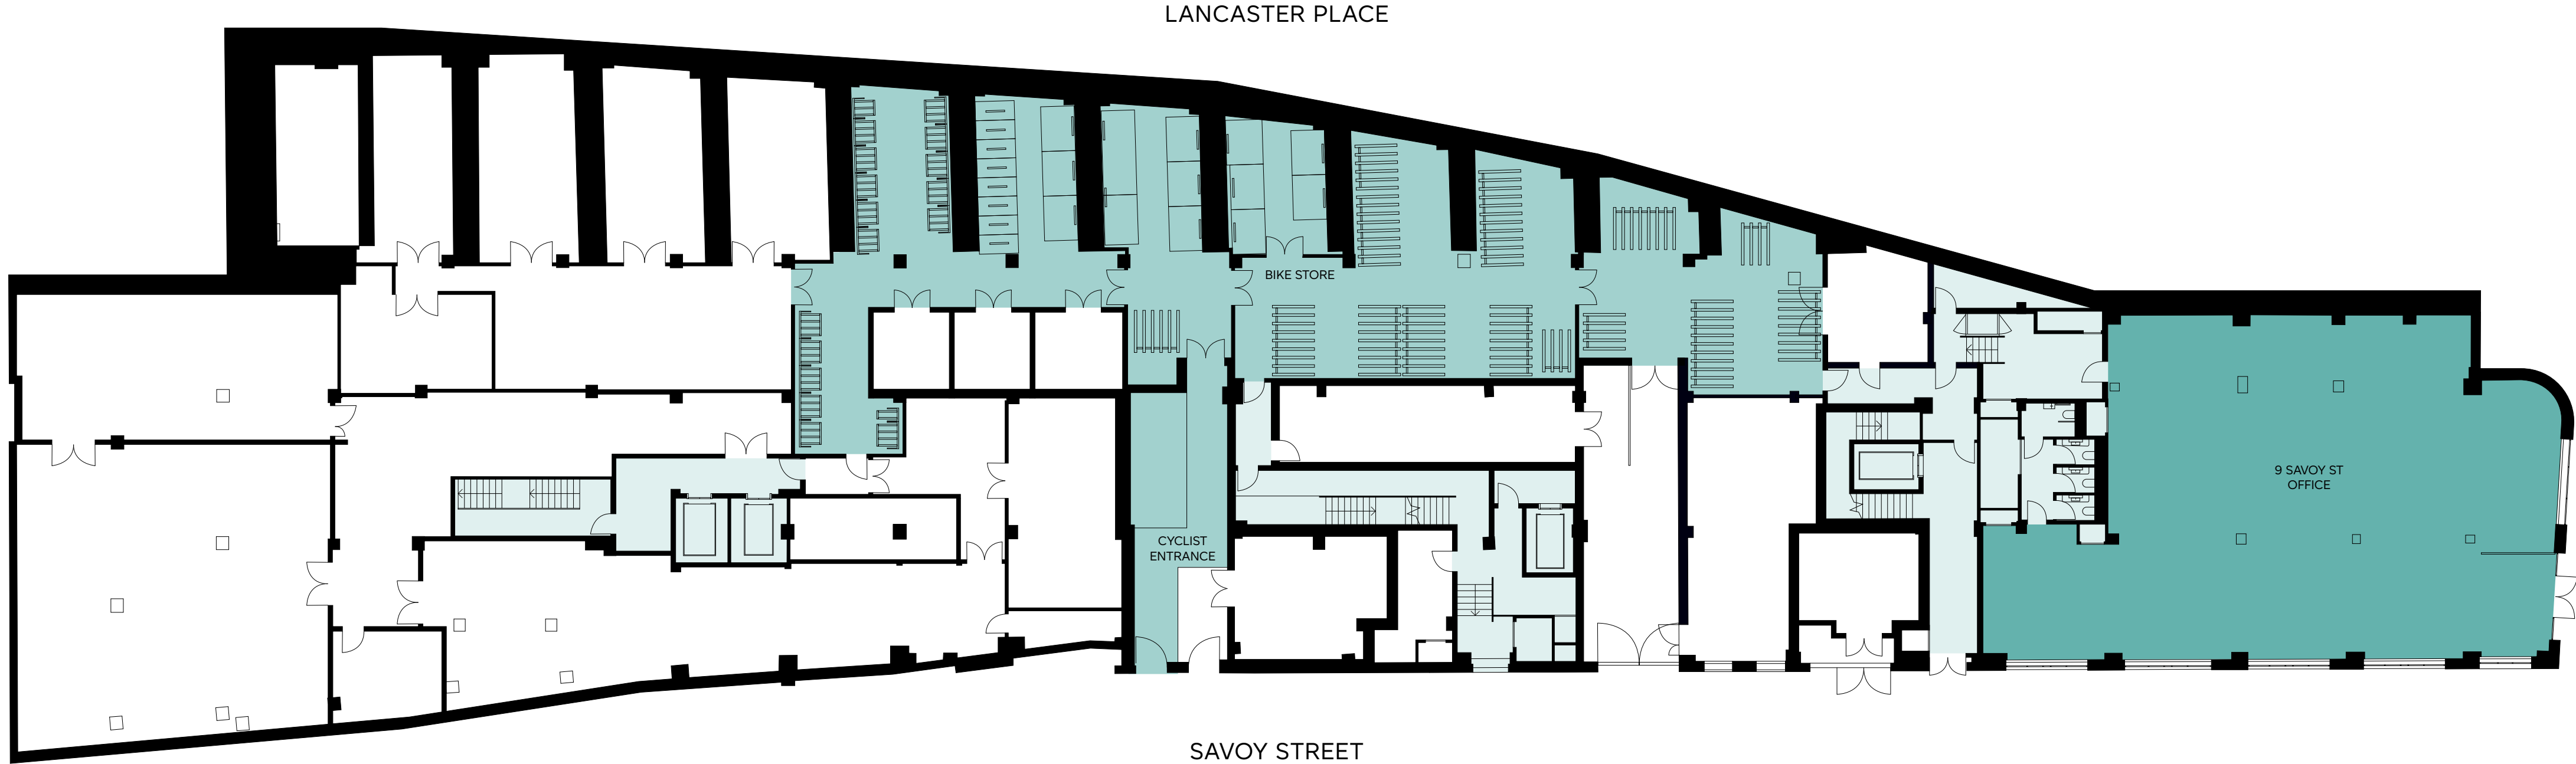 LANCASTER PLACE
BIKE STORE
9 SAVOY ST
OFFICE
CYCLIST
ENTRANCE
SAVOY STREET